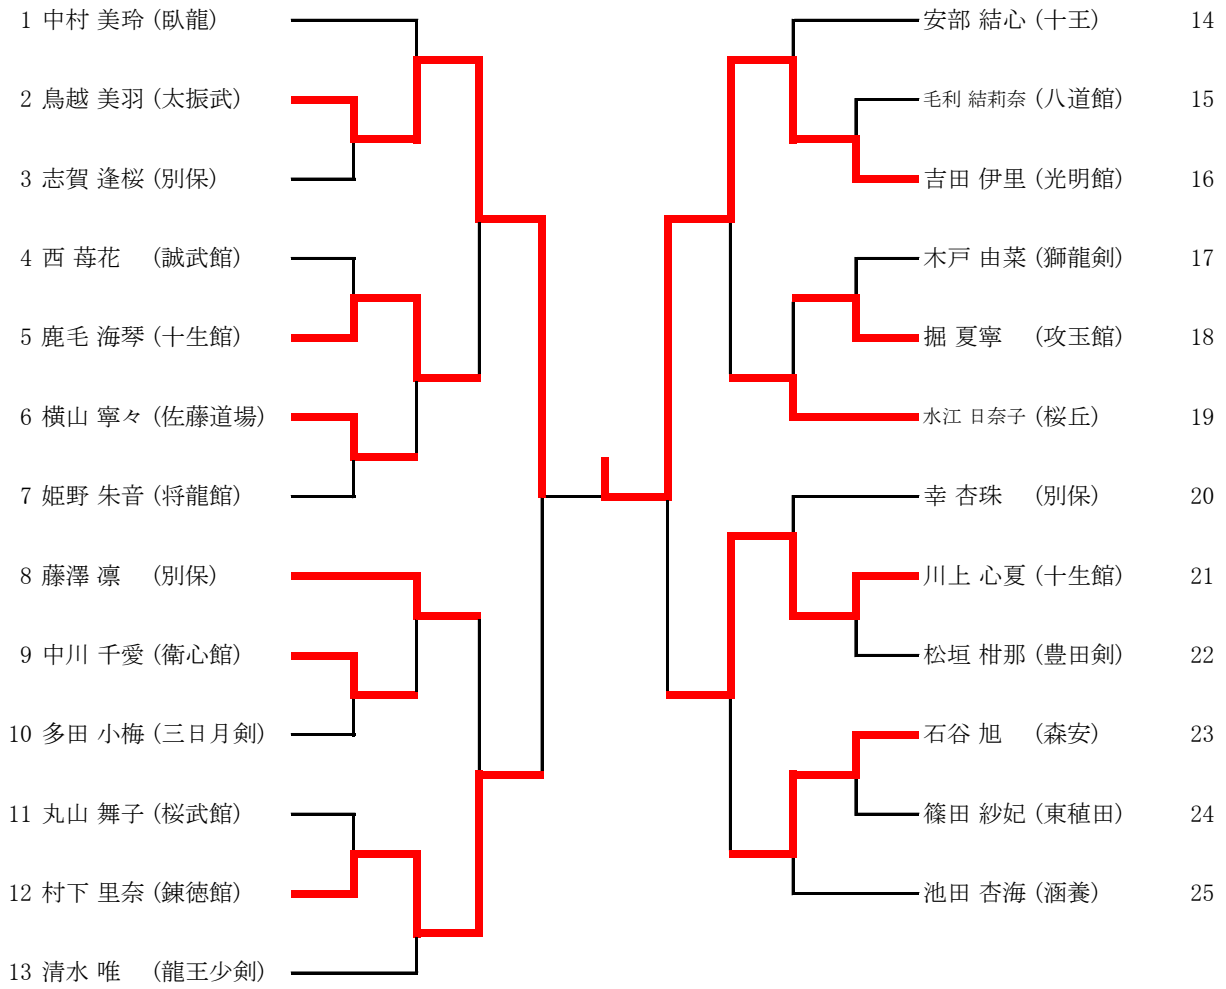 1 中村 美玲 (臥龍)
2 鳥越 美羽 (太振武)
3 志賀 逢桜 (別保)
4 西 苺花 (誠武館)
5 鹿毛 海琴 (十生館)
6 横山 寧々 (佐藤道場)
7 姫野 朱音 (将龍館)
8 藤澤 凛 (別保)
9 中川 千愛 (衛心館)
10 多田 小梅 (三日月剣)
11 丸山 舞子 (桜武館)
12 村下 里奈 (錬徳館)
13 清水 唯 (龍王少剣)
安部 結心 (十王) 14
毛利 結莉奈 (八道館) 15
吉田 伊里 (光明館) 16
木戸 由菜 (獅龍剣) 17
掘 夏寧 (攻玉館) 18
水江 日奈子 (桜丘) 19
幸 杏珠 (別保) 20
川上 心夏 (十生館) 21
松垣 柑那 (豊田剣) 22
石谷 旭 (森安) 23
篠田 紗妃 (東稙田) 24
池田 杏海 (涵養) 25